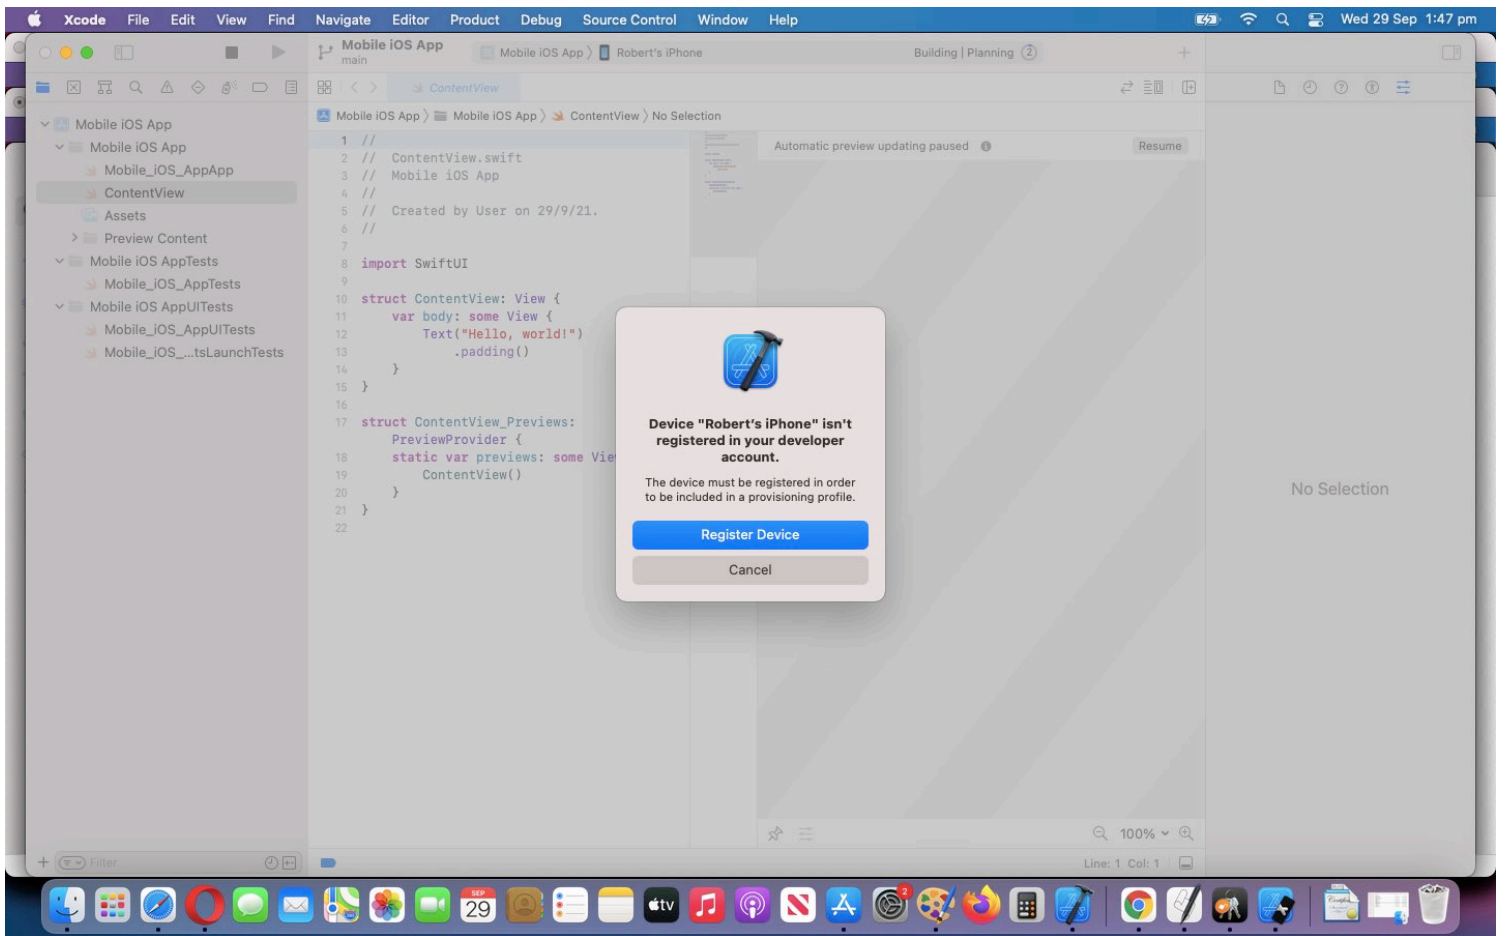 Xcode File Edit View Find Navigate Editor Product Debug Source Control Window Help Wed 29 Sep 1:47 pm
Mobile iOS App
main
Mobile iOS App Robert's iPhone
Building | Planning 2
ContentView
Mobile iOS App Mobile iOS App ContentView No Selection
Mobile iOS App
Mobile iOS App
Mobile_iOS_AppApp
ContentView
Assets
Preview Content
Mobile iOS AppTests
Mobile_iOS_AppTests
Mobile iOS AppUITests
Mobile_iOS_AppUITests
Mobile_iOS_...tsLaunchTests
Filter
1 //
2 // ContentView.swift
3 // Mobile iOS App
4 //
5 // Created by User on 29/9/21.
6 //
7
8 import SwiftUI
9
10 struct ContentView: View {
11 var body: some View {
12 Text("Hello, world!")
13 .padding()
14 }
15 }
16
17 struct ContentView_Previews:
PreviewProvider {
18 static var previews: some Vie
19 ContentView()
20 }
21 }
22
Automatic preview updating paused
Resume
Device "Robert's iPhone" isn't
registered in your developer
account.
The device must be registered in order
to be included in a provisioning profile.
Register Device
Cancel
No Selection
100%
Line: 1 Col: 1
SEP
29
tv
2